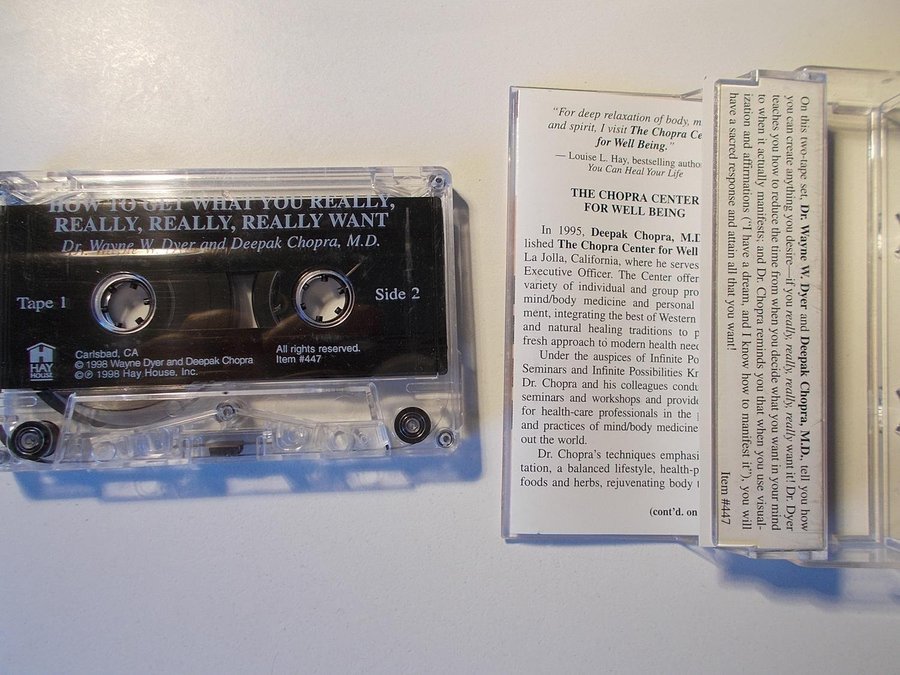 HOW TO GET WHAT YOU REALLY,
REALLY, REALLY, REALLY WANT
Dr. Wayne W. Dyer and Deepak Chopra, M.D.
Tape 1
Side 2
HAY
HOUSE
Carlsbad, CA
© 1998 Wayne Dyer and Deepak Chopra
©℗ 1998 Hay House, Inc.
All rights reserved.
Item #447
“For deep relaxation of body, m
and spirit, I visit The Chopra Ce
for Well Being.”
— Louise L. Hay, bestselling autho
You Can Heal Your Life
THE CHOPRA CENTER
FOR WELL BEING
In 1995, Deepak Chopra, M.D
lished The Chopra Center for Well
La Jolla, California, where he serves
Executive Officer. The Center offer
variety of individual and group pro
mind/body medicine and personal
ment, integrating the best of Western
and natural healing traditions to p
fresh approach to modern health need
Under the auspices of Infinite Po
Seminars and Infinite Possibilities Kn
Dr. Chopra and his colleagues condu
seminars and workshops and provide
for health-care professionals in the
and practices of mind/body medicine
out the world.
Dr. Chopra’s techniques emphasi
tation, a balanced lifestyle, health-p
foods and herbs, rejuvenating body t
(cont’d. on
On this two-tape set, Dr. Wayne W. Dyer and Deepak Chopra, M.D., tell you how
you can create anything you desire—if you really, really, really want it! Dr. Dyer
teaches you how to reduce the time from when you decide what you want in your mind
to when it actually manifests; and Dr. Chopra reminds you that when you use visual-
ization and affirmations (“I have a dream, and I know how to manifest it”), you will
have a sacred response and attain all that you want!
Item #447